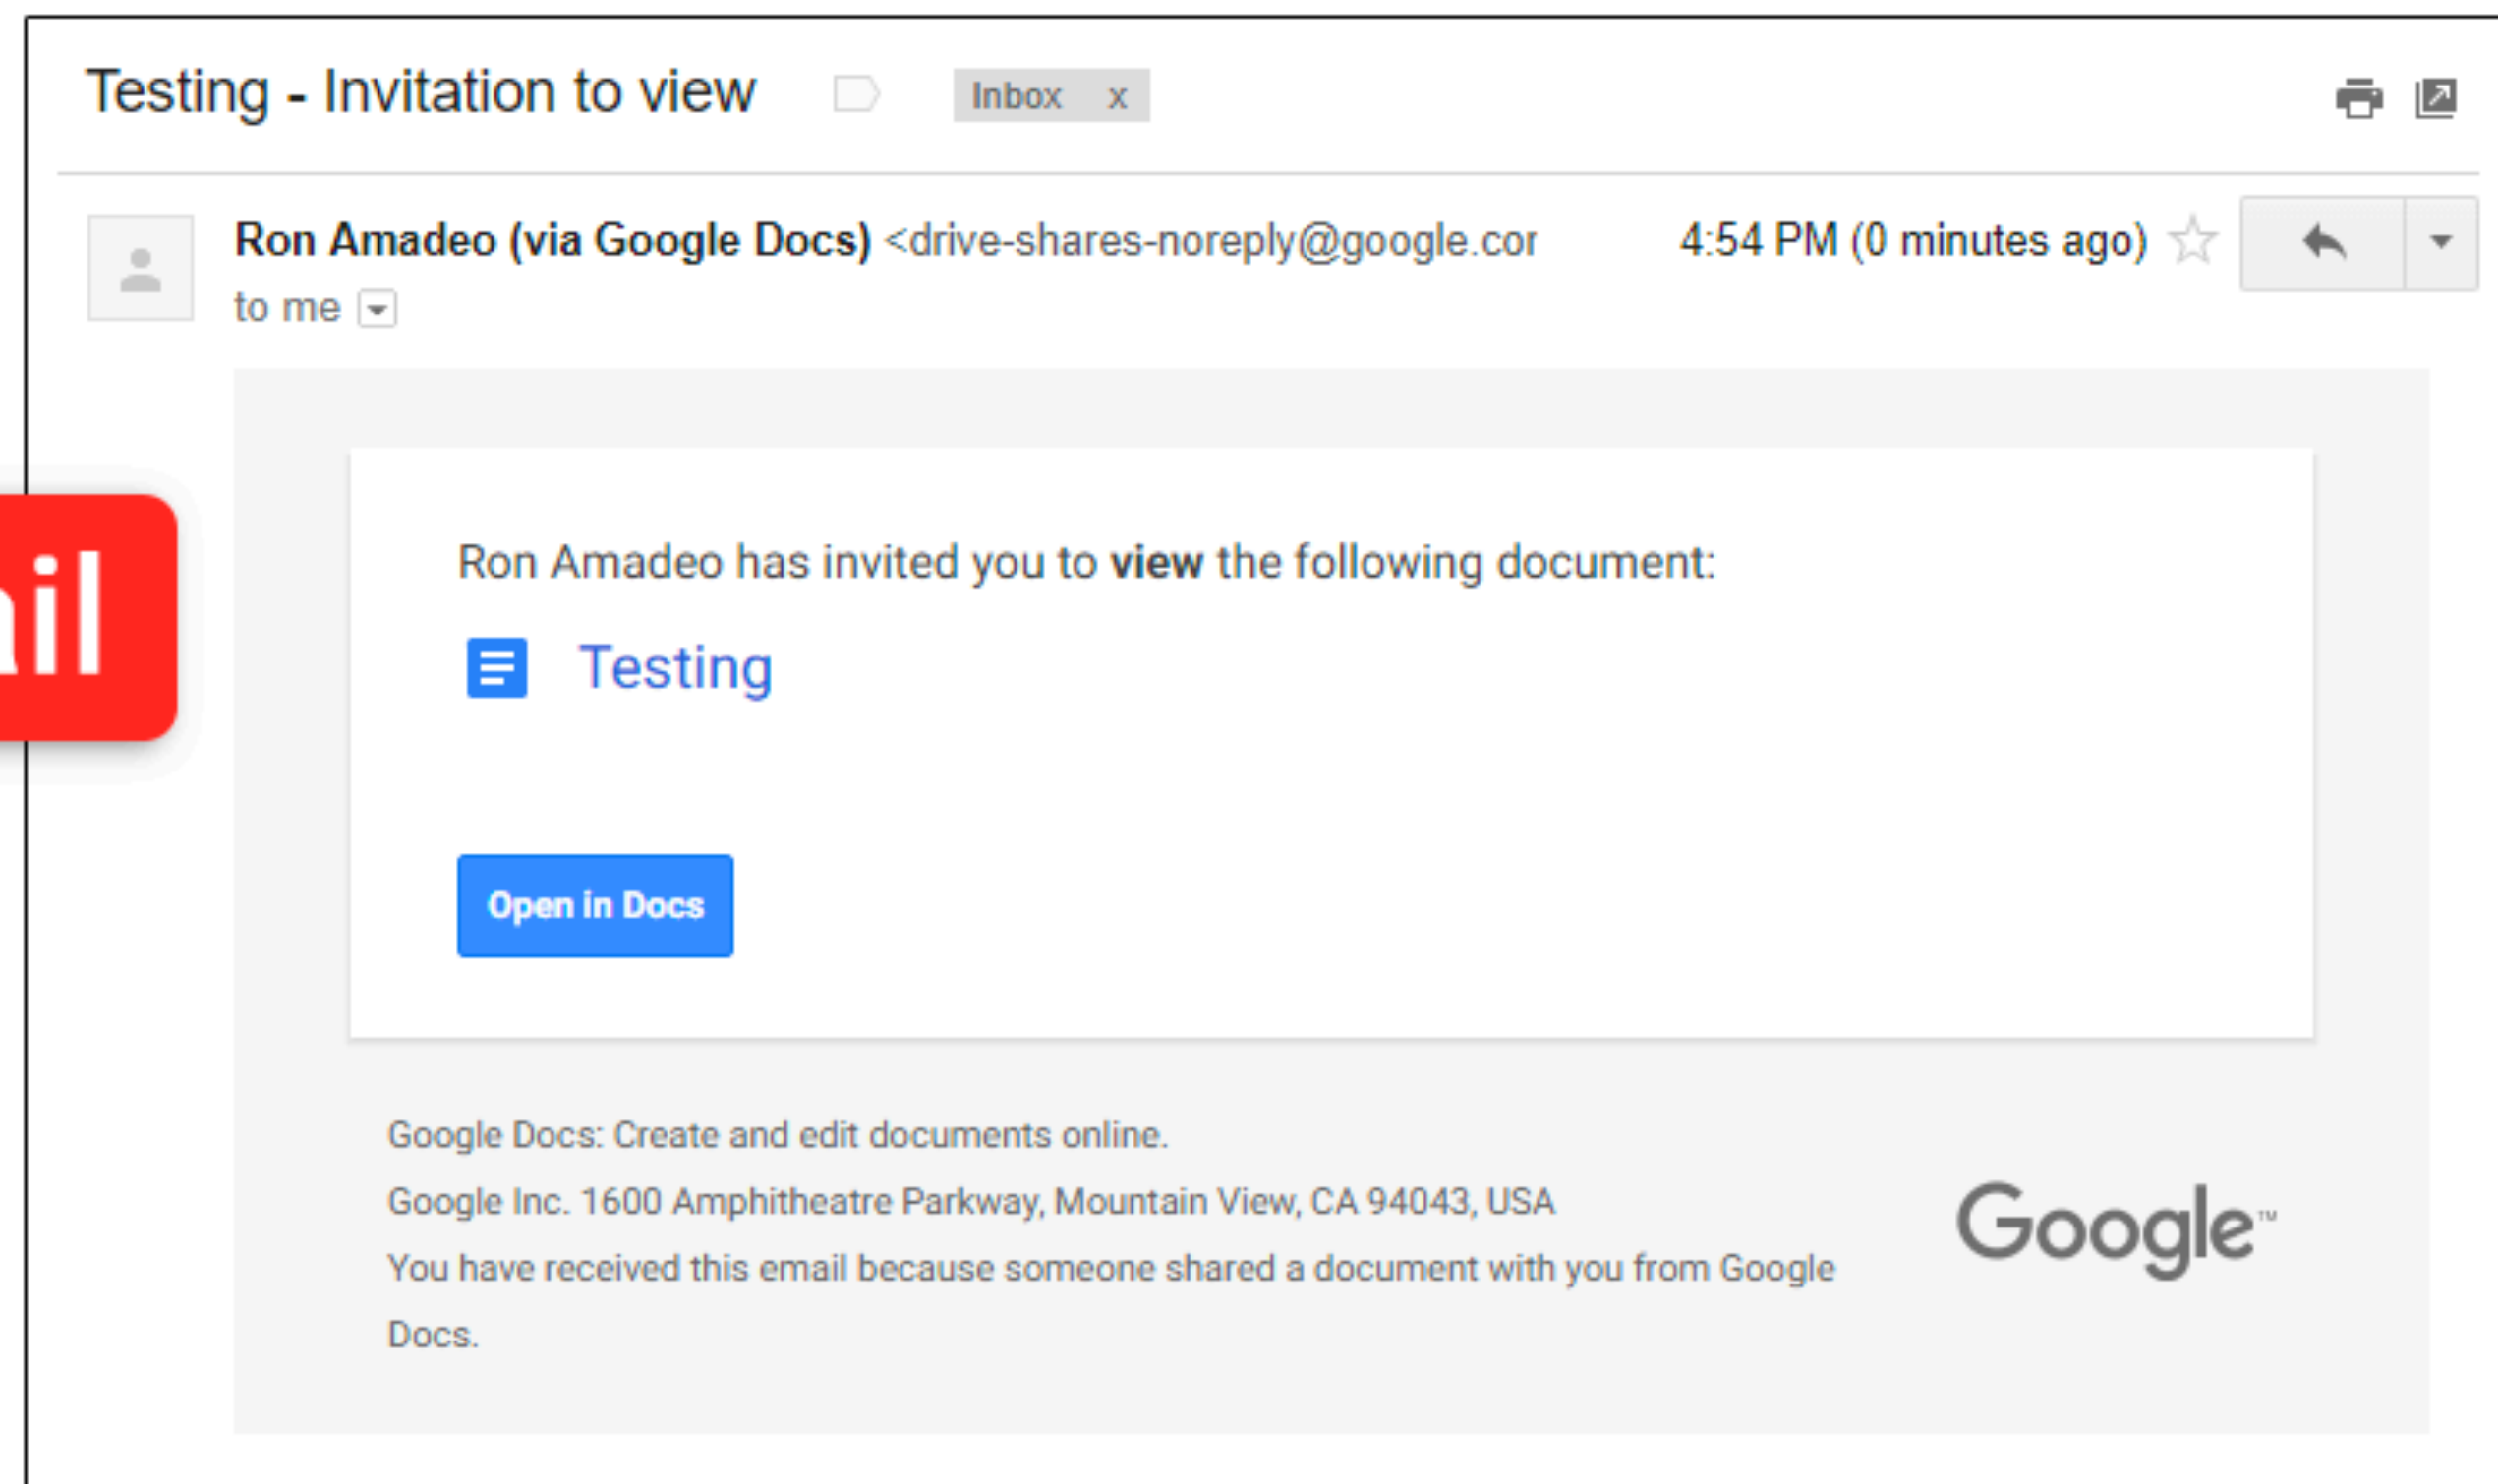 Testing - Invitation to view
Inbox x
Ron Amadeo (via Google Docs) <drive-shares-noreply@google.cor 4:54 PM (0 minutes ago)
to me
Ron Amadeo has invited you to view the following document:
Testing
Open in Docs
Google Docs: Create and edit documents online.
Google Inc. 1600 Amphitheatre Parkway, Mountain View, CA 94043, USA
You have received this email because someone shared a document with you from Google
Docs.
Google™